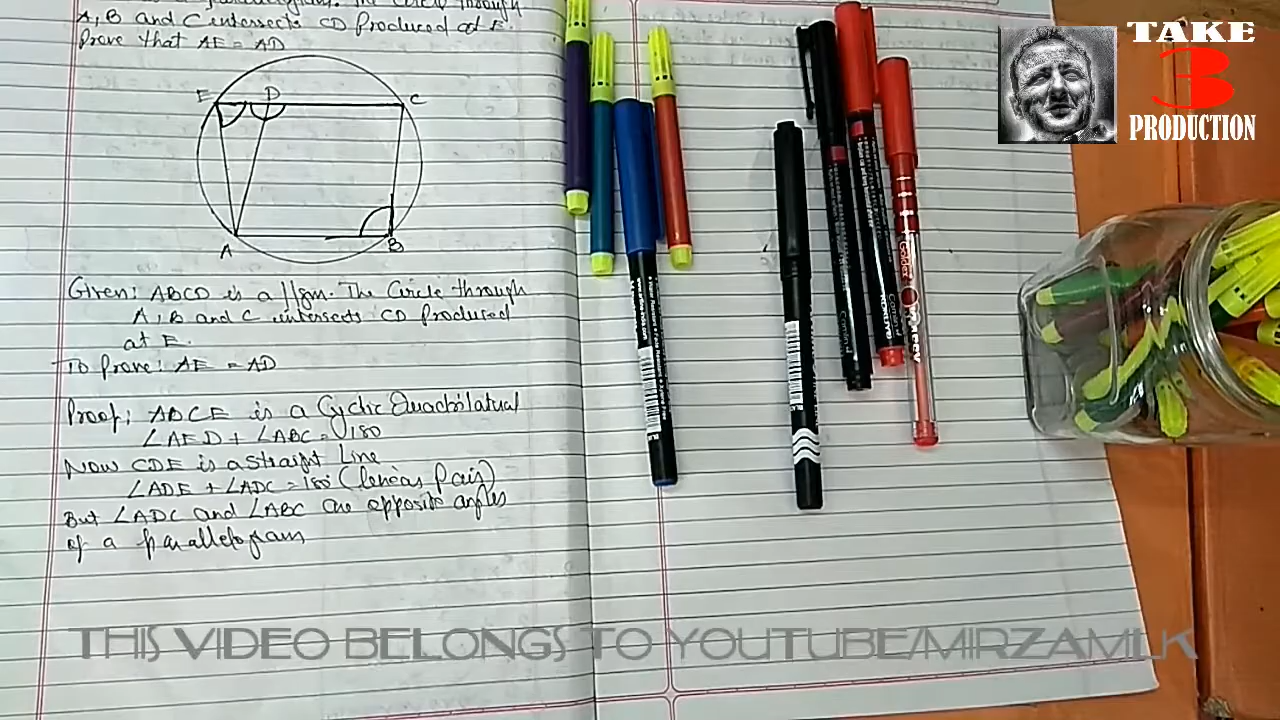 A, B and C intersects CD Produced at E.
Prove that AE = AD
E D C
A B
Given: ABCD is a ||gm. The Circle through
A, B and C intersects CD Produced
at E.
To Prove: AE = AD
Proof: ABCE is a Cyclic Quadrilateral
∠AED + ∠ABC = 180
Now CDE is a straight Line
∠ADE + ∠ADC = 180 (linear Pair)
But ∠ADC and ∠ABC are opposite angles
of a parallelogram
TAKE
3
PRODUCTION
THIS VIDEO BELONGS TO YOUTUBE/MIRZAMLK